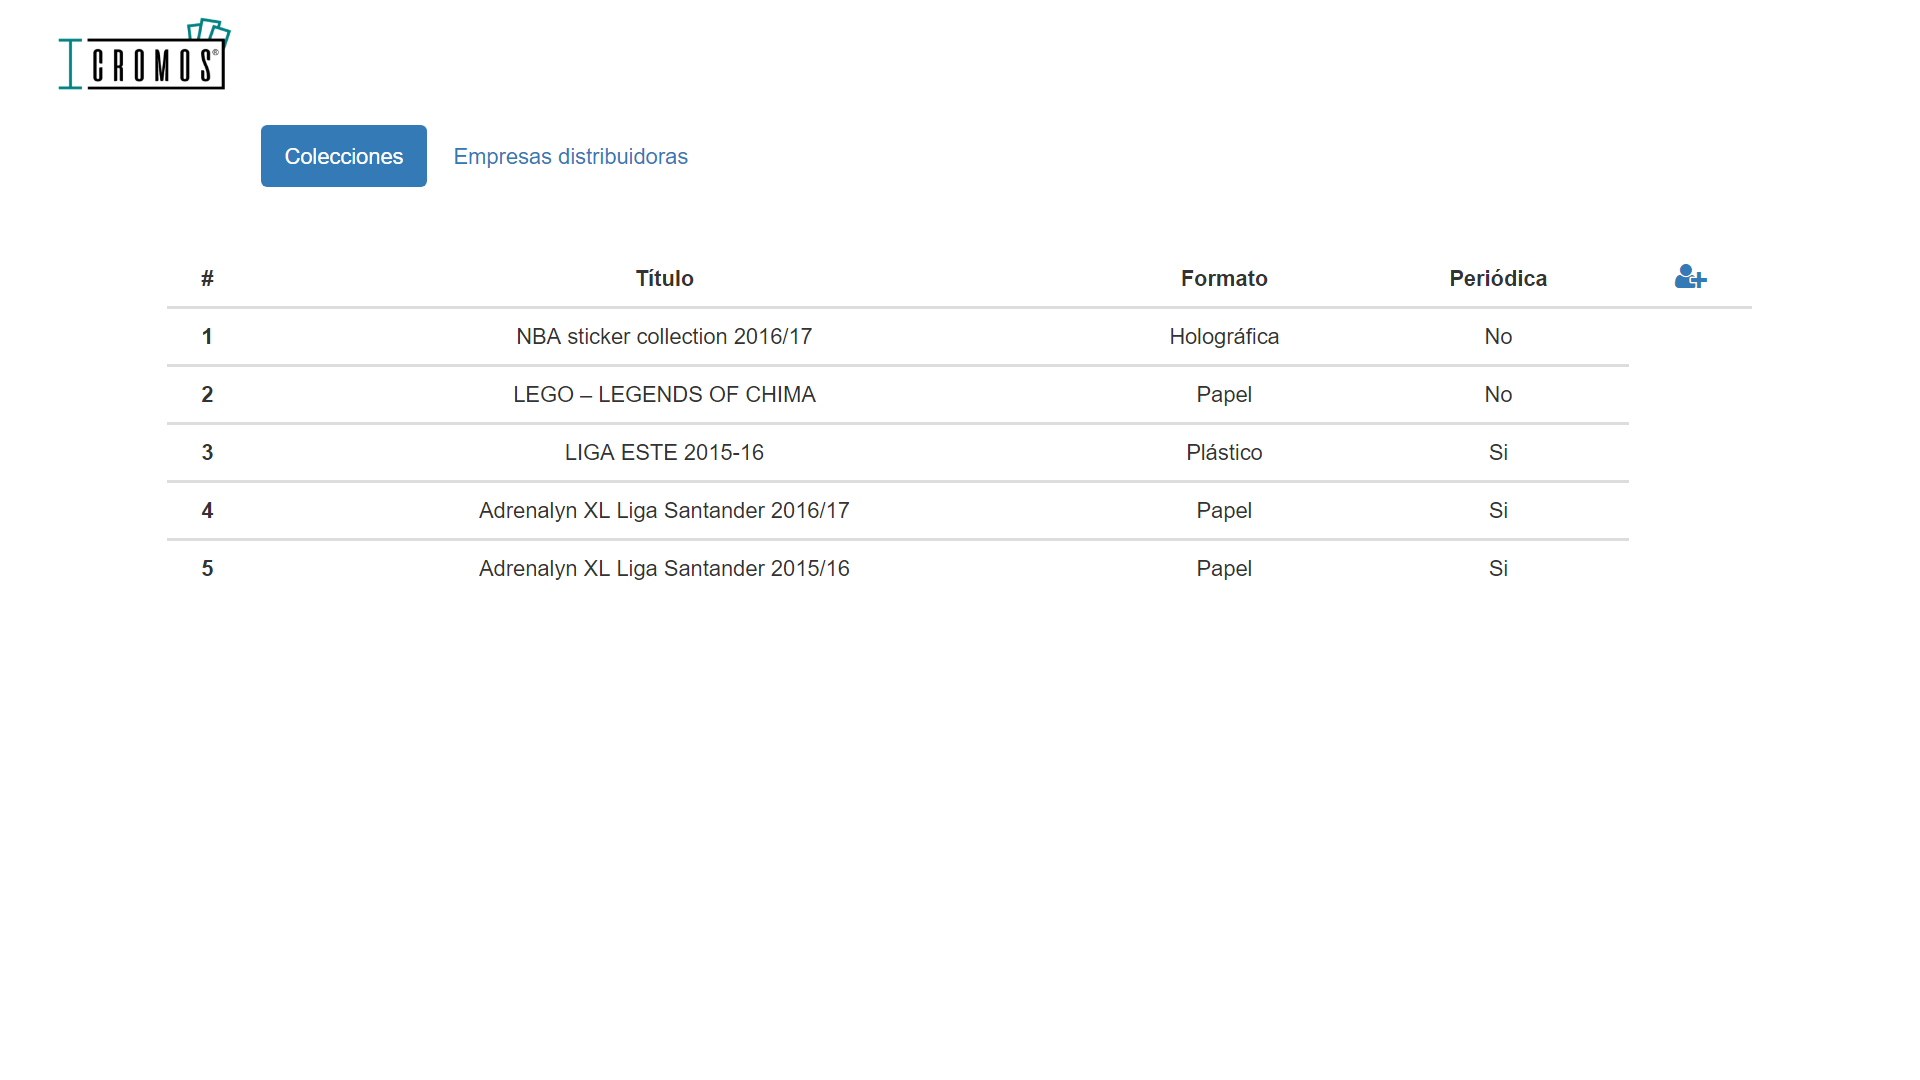 CROMOS®
Colecciones Empresas distribuidoras
# Título Formato Periódica
1 NBA sticker collection 2016/17 Holográfica No
2 LEGO – LEGENDS OF CHIMA Papel No
3 LIGA ESTE 2015-16 Plástico Si
4 Adrenalyn XL Liga Santander 2016/17 Papel Si
5 Adrenalyn XL Liga Santander 2015/16 Papel Si